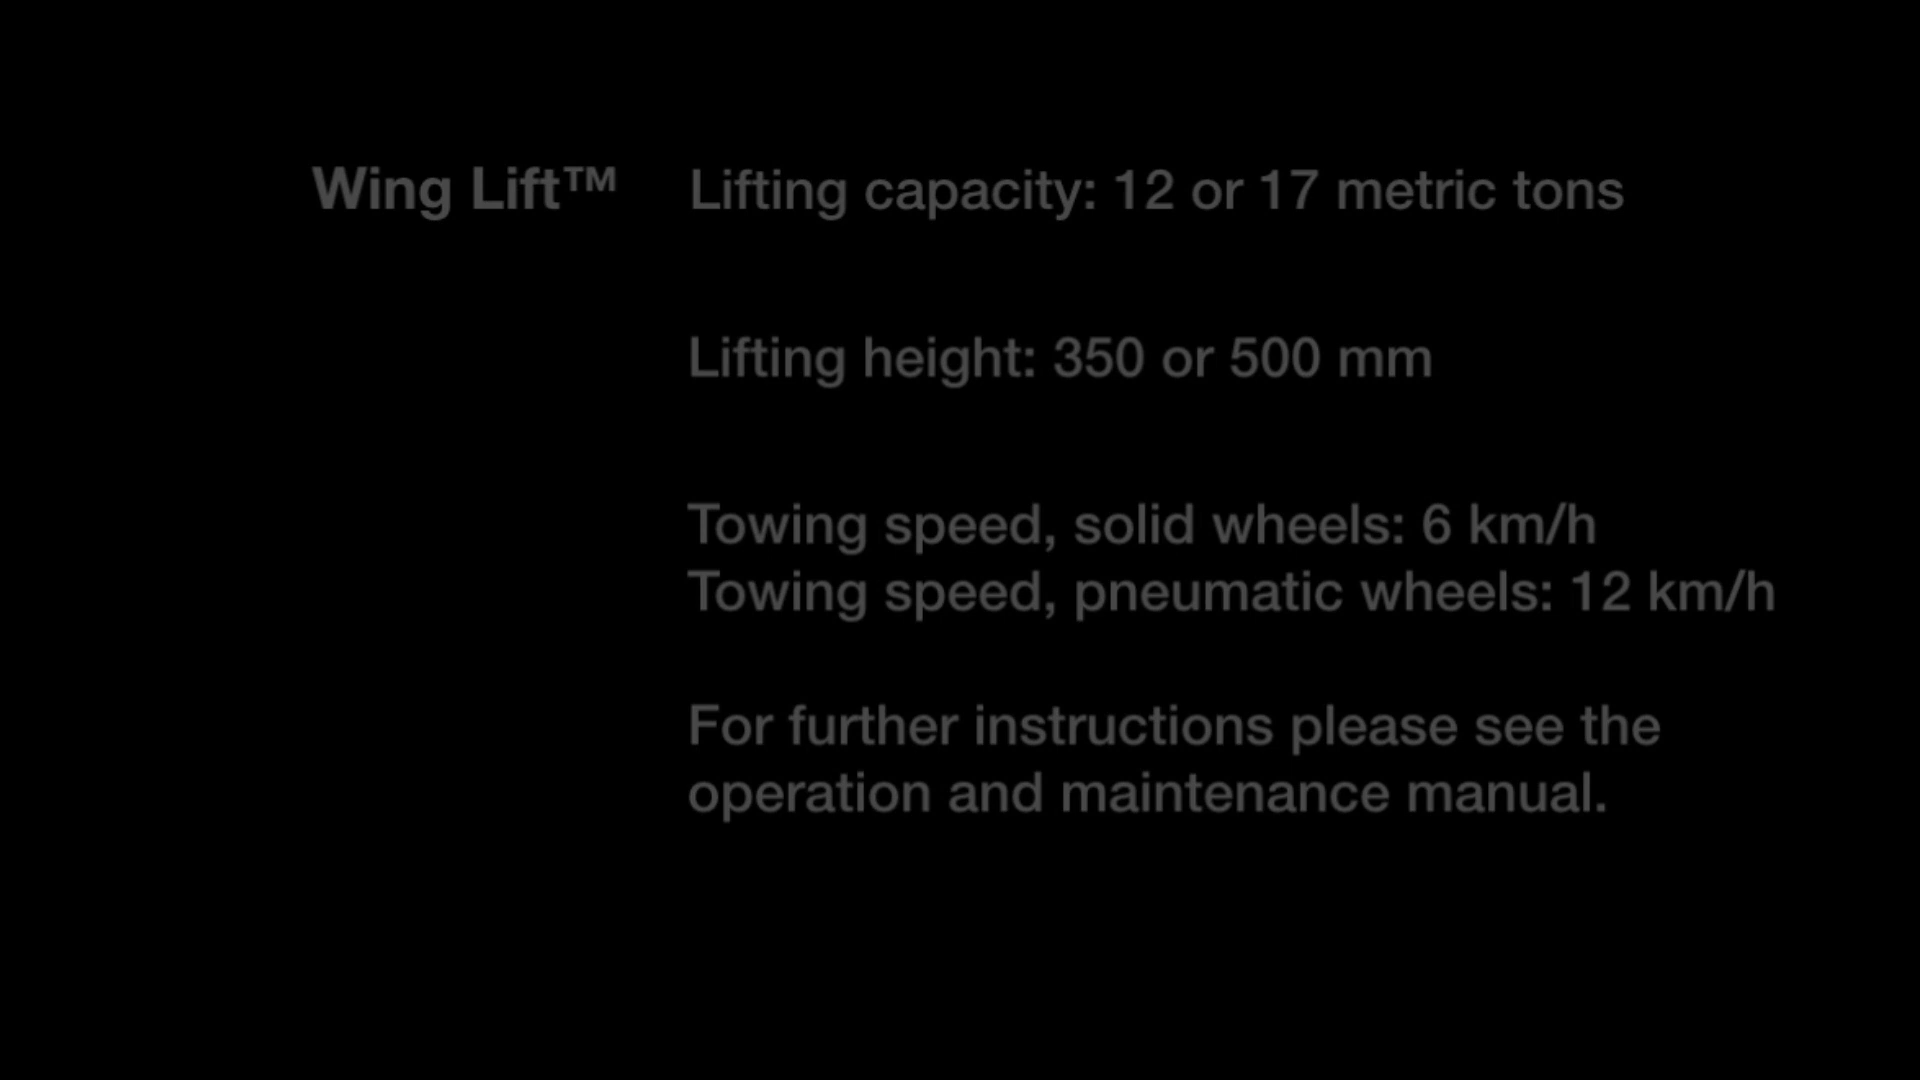 Wing Lift™ Lifting capacity: 12 or 17 metric tons
Lifting height: 350 or 500 mm
Towing speed, solid wheels: 6 km/h
Towing speed, pneumatic wheels: 12 km/h
For further instructions please see the
operation and maintenance manual.